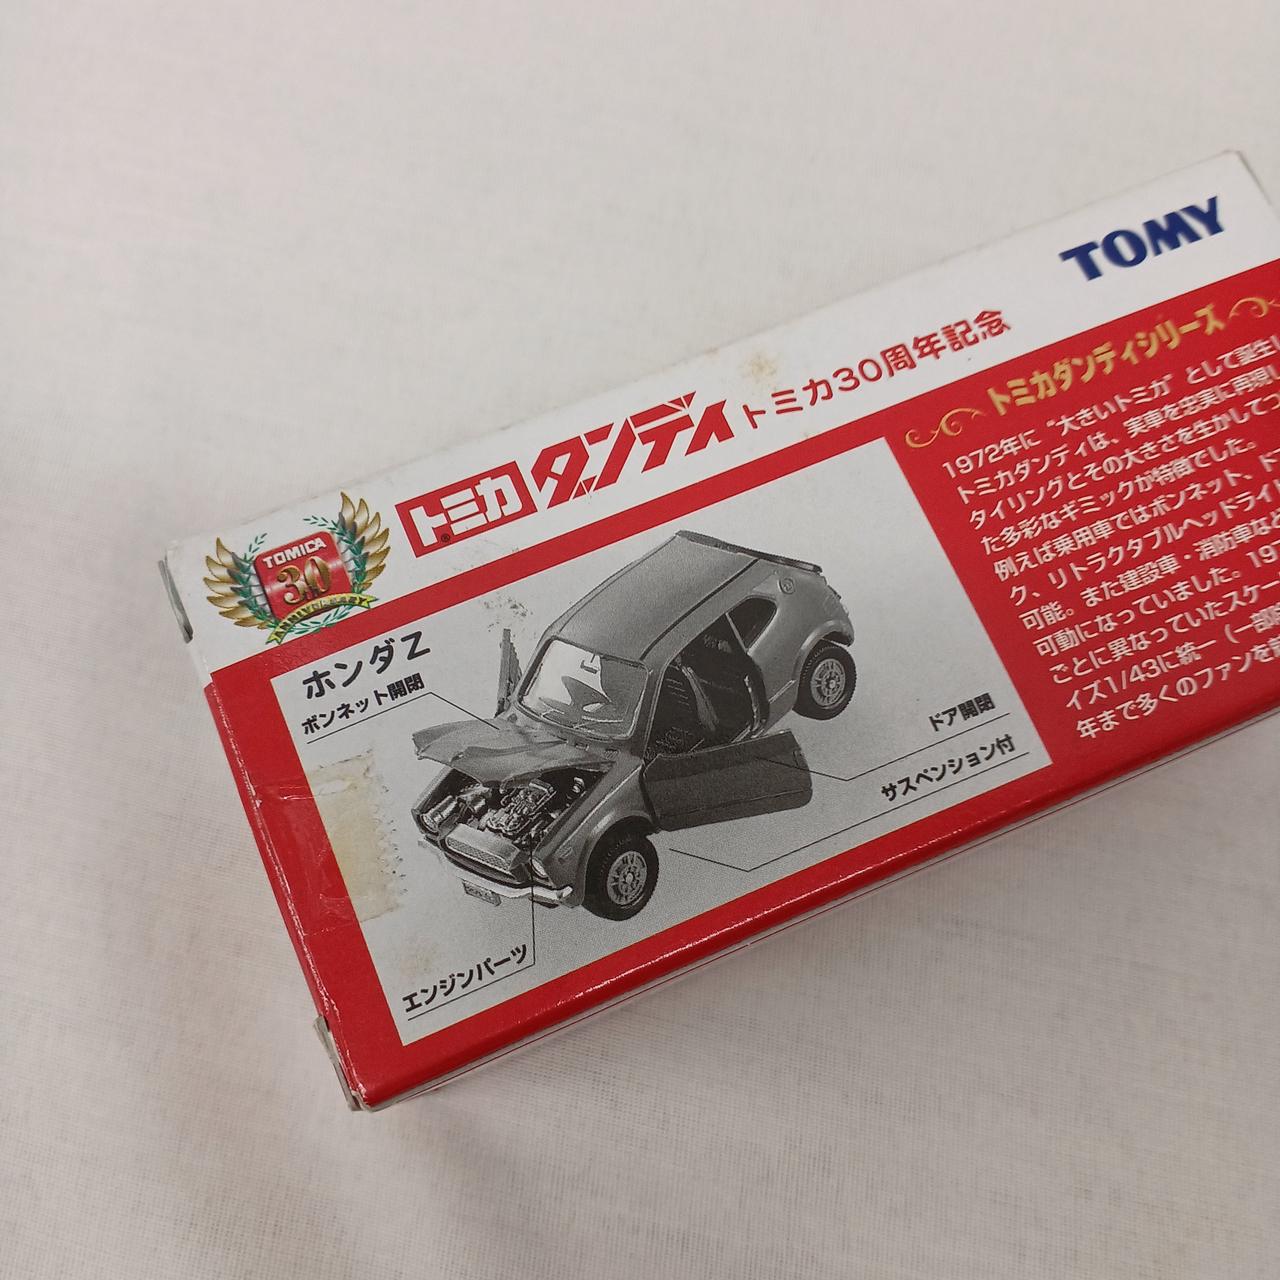 TOMY
トミカ ダンディ トミカ30周年記念
TOMICA
30
ANNIVERSARY
ホンダZ
ボンネット開閉
ドア開閉
サスペンション付
エンジンパーツ
トミカダンディシリーズ
1972年に“大きいトミカ”として誕生し
トミカダンディは、実車を忠実に再現し
タイリングとその大きさを生かしてつ
た多彩なギミックが特徴でした。
例えば乗用車ではボンネット、ド
ク、リトラクタブルヘッドライト
可能。また建設車・消防車など
可動になっていました。19
ごとに異なっていたスケー
イズ1/43に統一（一部
年まで多くのファンを